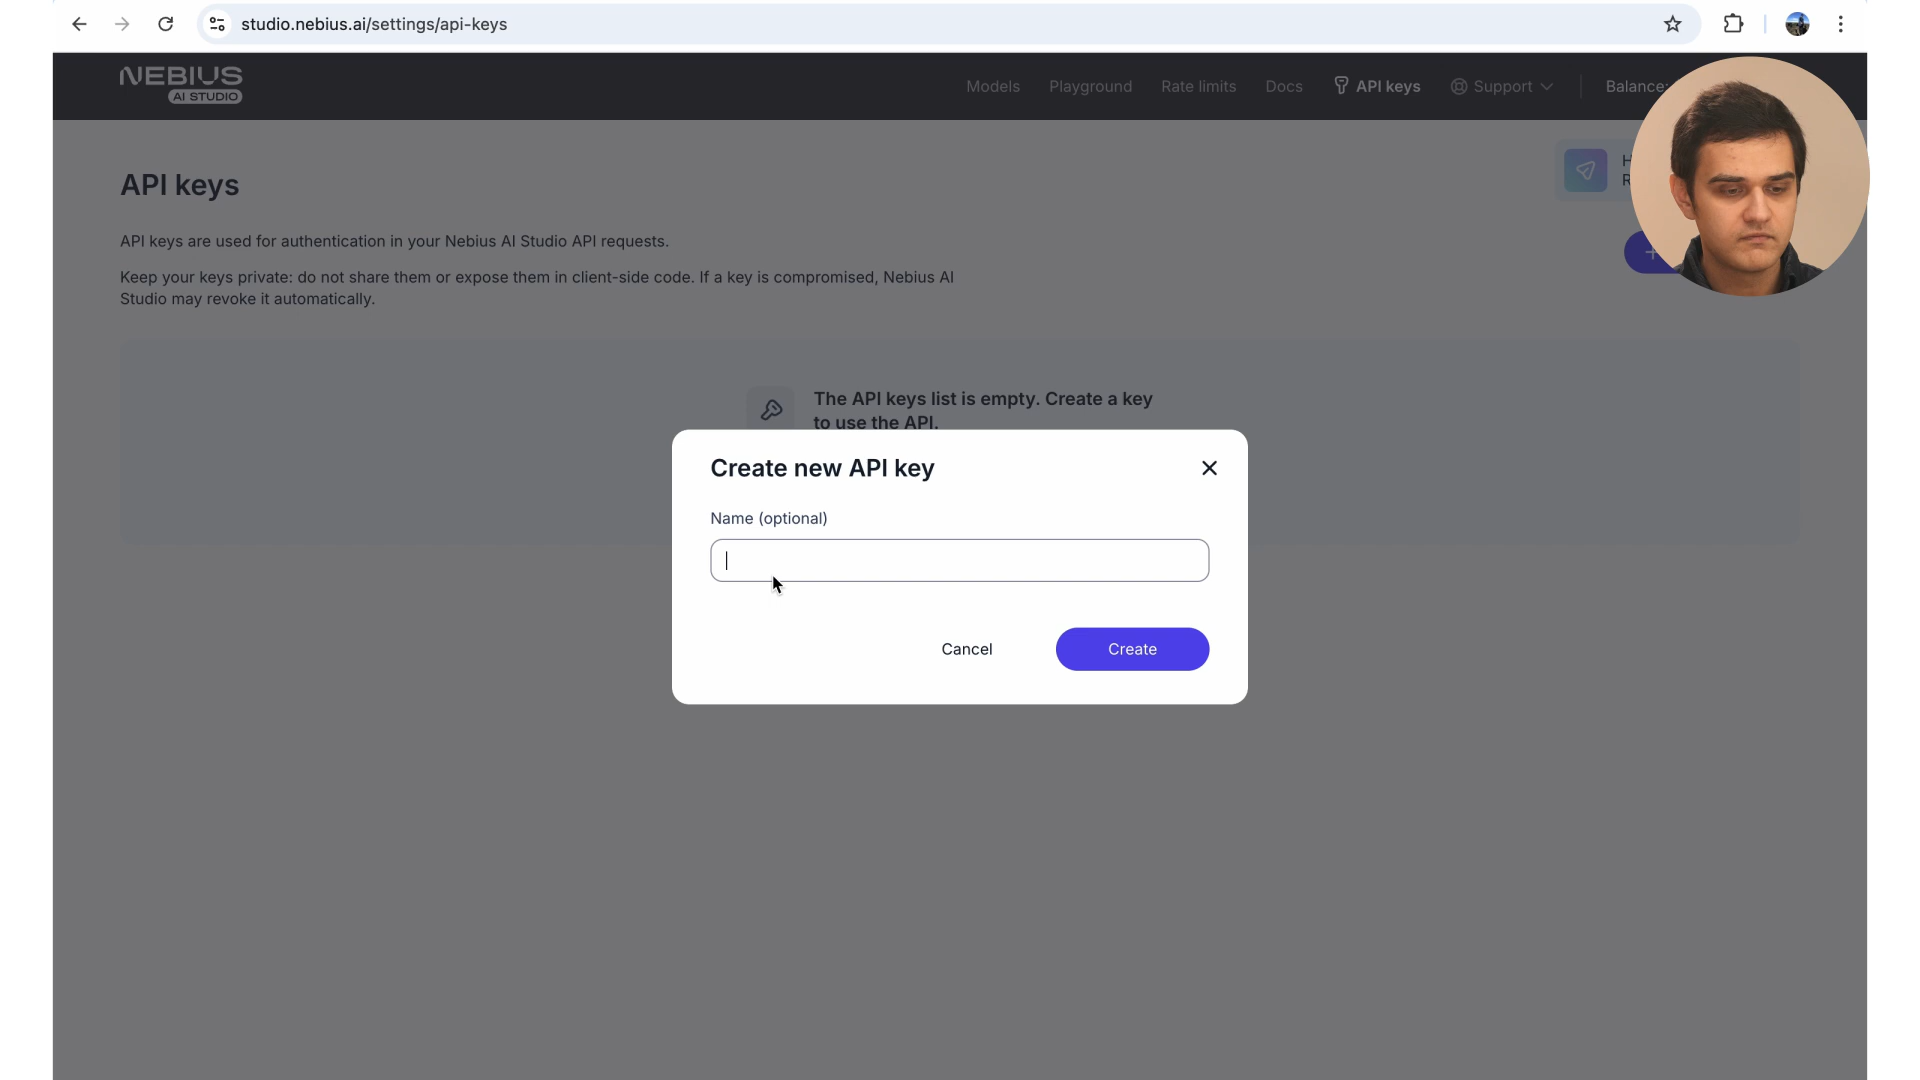 studio.nebius.ai/settings/api-keys
NEBIUS
AI STUDIO
Models
Playground
Rate limits
Docs
API keys
Support
Balance:
API keys
API keys are used for authentication in your Nebius AI Studio API requests.
Keep your keys private: do not share them or expose them in client-side code. If a key is compromised, Nebius AI
Studio may revoke it automatically.
The API keys list is empty. Create a key
to use the API.
Create new API key
Name (optional)
Cancel
Create